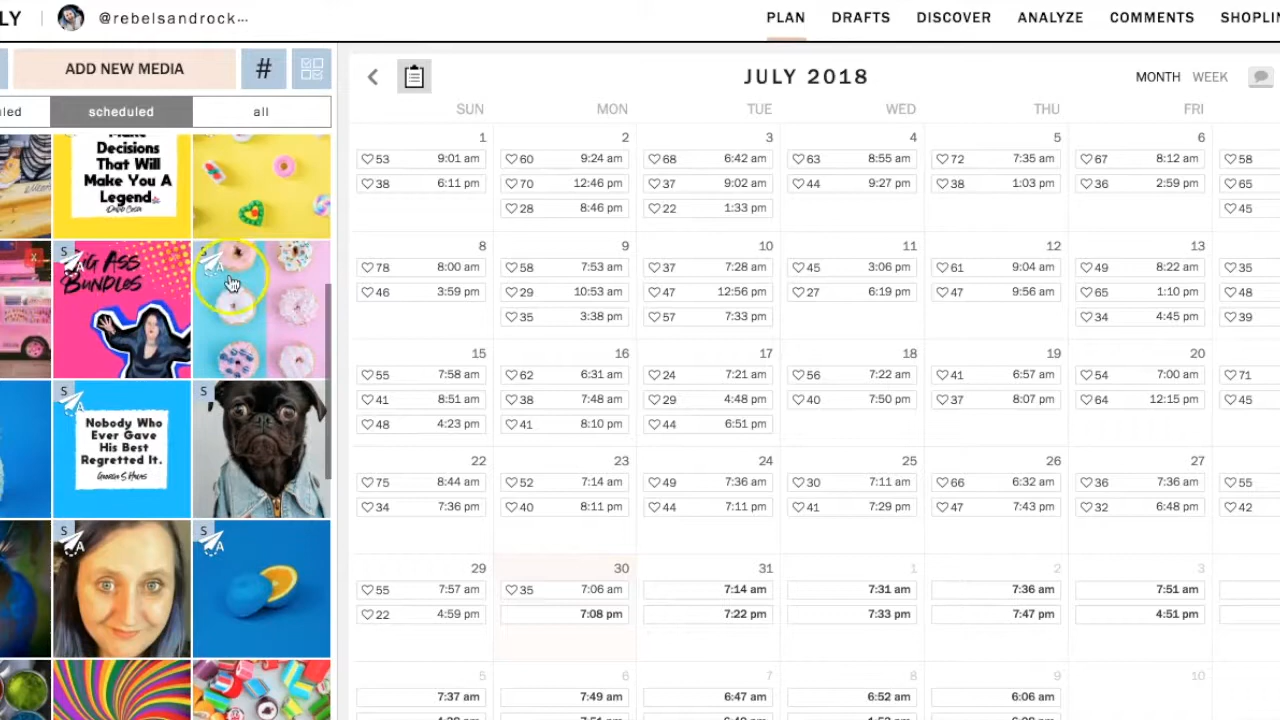 LY | @rebelsandrock... PLAN DRAFTS DISCOVER ANALYZE COMMENTS SHOPLIN
ADD NEW MEDIA #
led scheduled all
Make
Decisions
That Will
Make You A
Legend.
S
BIG ASS
BUNDLES
x
S A
S A
Nobody Who
Ever Gave
His Best
Regretted It.
George S. Halas
S
S A
S A
JULY 2018 MONTH WEEK
SUN MON TUE WED THU FRI
1 2 3 4 5 6
53 9:01 am 60 9:24 am 68 6:42 am 63 8:55 am 72 7:35 am 67 8:12 am 58
38 6:11 pm 70 12:46 pm 37 9:02 am 44 9:27 pm 38 1:03 pm 36 2:59 pm 65
28 8:46 pm 22 1:33 pm 45
8 9 10 11 12 13
78 8:00 am 58 7:53 am 37 7:28 am 45 3:06 pm 61 9:04 am 49 8:22 am 35
46 3:59 pm 29 10:53 am 47 12:56 pm 27 6:19 pm 47 9:56 am 65 1:10 pm 48
35 3:38 pm 57 7:33 pm 34 4:45 pm 39
15 16 17 18 19 20
55 7:58 am 62 6:31 am 24 7:21 am 56 7:22 am 41 6:57 am 54 7:00 am 71
41 8:51 am 38 7:48 am 29 4:48 pm 40 7:50 pm 37 8:07 pm 64 12:15 pm 45
48 4:23 pm 41 8:10 pm 44 6:51 pm
22 23 24 25 26 27
75 8:44 am 52 7:14 am 49 7:36 am 30 7:11 am 66 6:32 am 36 7:36 am 55
34 7:36 pm 40 8:11 pm 44 7:11 pm 41 7:29 pm 47 7:43 pm 32 6:48 pm 42
29 30 31 1 2 3
55 7:57 am 35 7:06 am 7:14 am 7:31 am 7:36 am 7:51 am
22 4:59 pm 7:08 pm 7:22 pm 7:33 pm 7:47 pm 4:51 pm
5 6 7 8 9 10
7:37 am 7:49 am 6:47 am 6:52 am 6:06 am